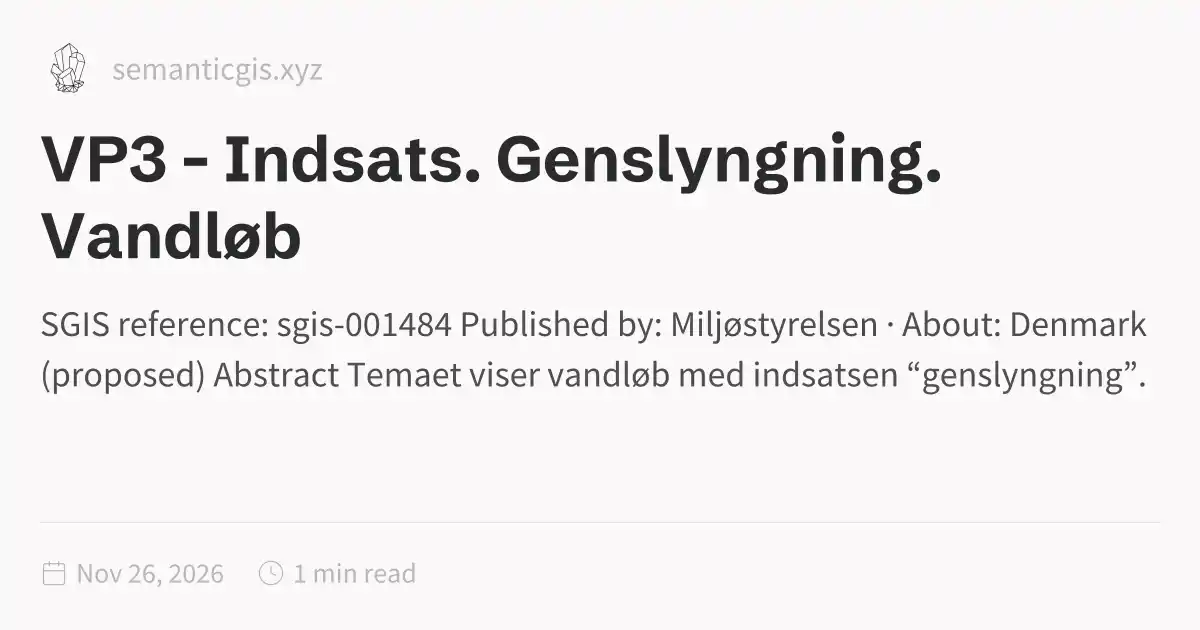 semanticgis.xyz
VP3 - Indsats. Genslyngning.
Vandløb
SGIS reference: sgis-001484 Published by: Miljøstyrelsen · About: Denmark
(proposed) Abstract Temaet viser vandløb med indsatsen “genslyngning”.
Nov 26, 2026 1 min read